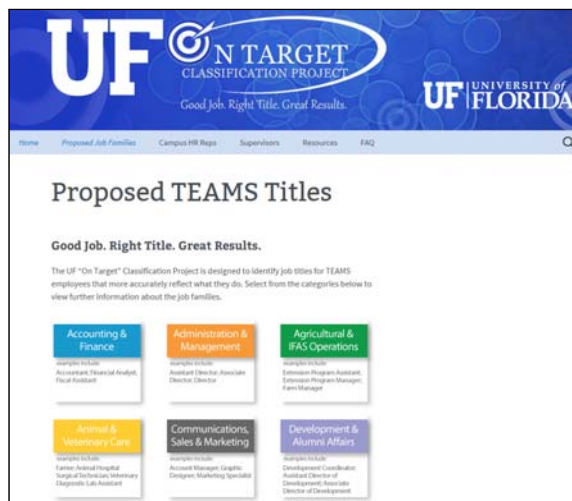 UF ON TARGET
CLASSIFICATION PROJECT
Good Job. Right Title. Great Results.
UF UNIVERSITY of
FLORIDA
Home Proposed Job Families Campus HR Reps Supervisors Resources FAQ
Proposed TEAMS Titles
Good Job. Right Title. Great Results.
The UF "On Target" Classification Project is designed to identify job titles for TEAMS
employees that more accurately reflect what they do. Select from the categories below to
view further information about the job families.
Accounting &
Finance
examples include:
Accountant; Financial Analyst;
Fiscal Assistant
Administration &
Management
examples include:
Assistant Director; Associate
Director; Director
Agricultural &
IFAS Operations
examples include:
Extension Program Assistant;
Extension Program Manager;
Farm Manager
Animal &
Veterinary Care
examples include:
Farrier; Animal Hospital
Surgical Technician; Veterinary
Diagnostic Lab Assistant
Communications,
Sales & Marketing
examples include:
Account Manager; Graphic
Designer; Marketing Specialist
Development &
Alumni Affairs
examples include:
Development Coordinator;
Assistant Director of
Development; Associate
Director of Development